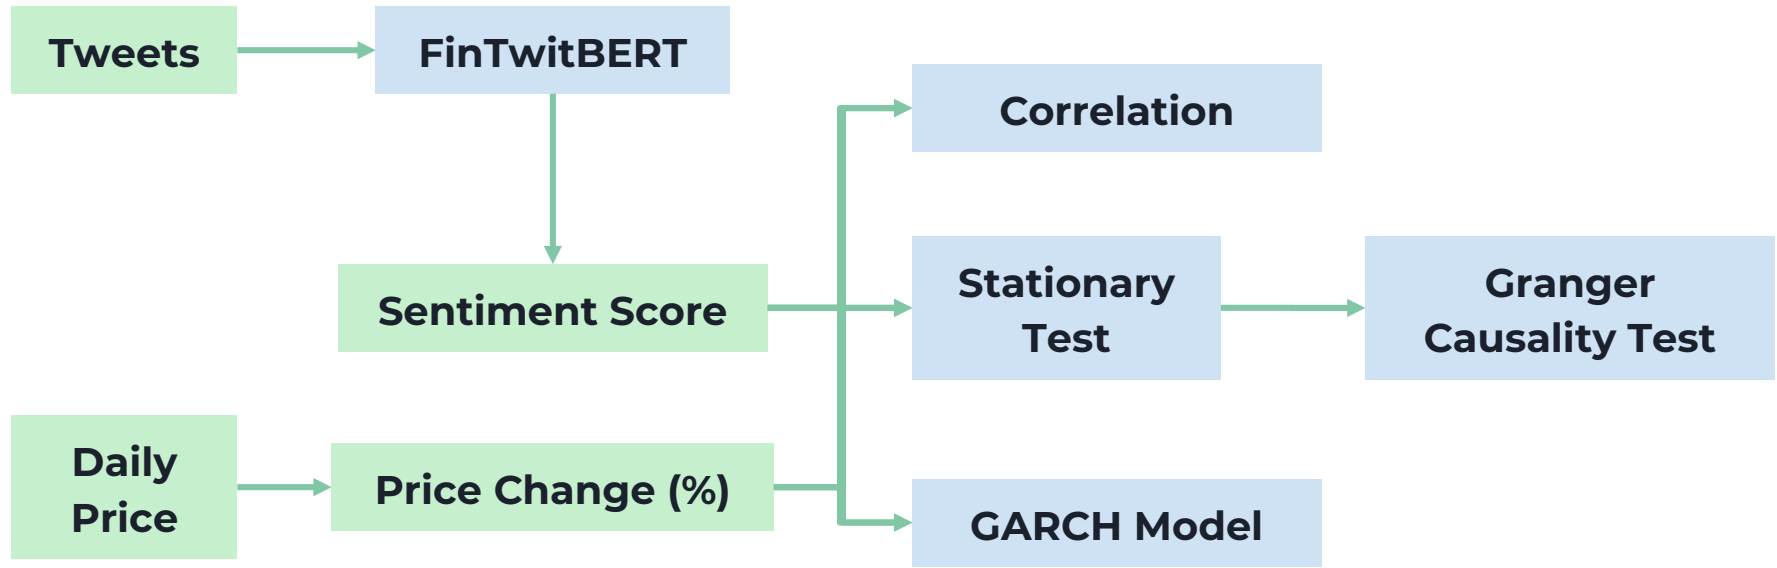 Tweets
FinTwitBERT
Correlation
Sentiment Score
Stationary
Test
Granger
Causality Test
Daily
Price
Price Change (%)
GARCH Model